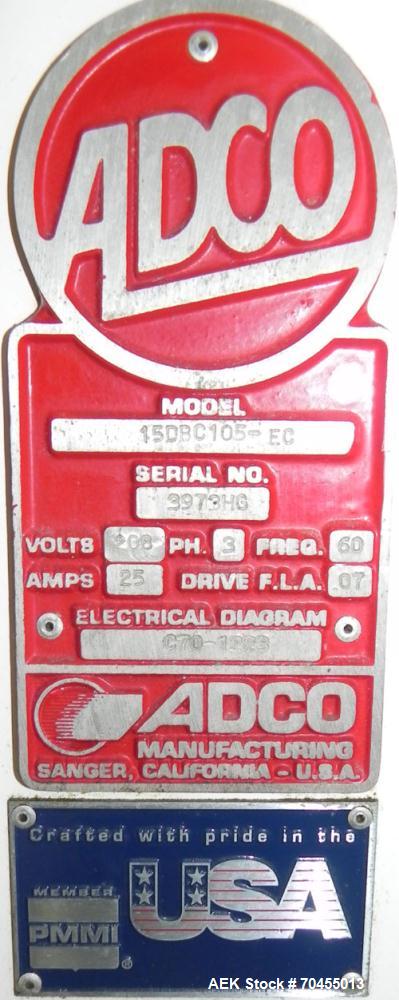 ADCO
MODEL
15DBC105-EC
SERIAL NO.
3973HG
VOLTS 208 PH. 3 FREQ. 60
AMPS 25 DRIVE F.L.A. 07
ELECTRICAL DIAGRAM
ADCO
MANUFACTURING
SANGER, CALIFORNIA - U.S.A.
Crafted with pride in the
USA
MEMBER
PMMI
®
AEK Stock # 70455013